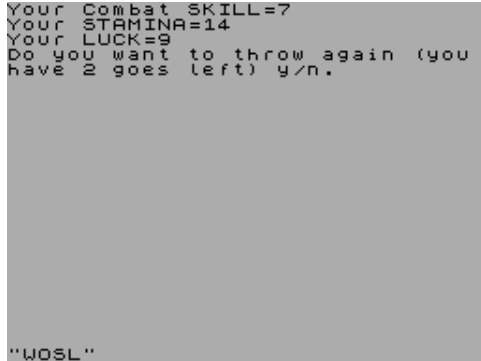 Your Combat SKILL=7
Your STAMINA=14
Your LUCK=9
Do you want to throw again (you
have 2 goes left) y/n.
"WOSL"